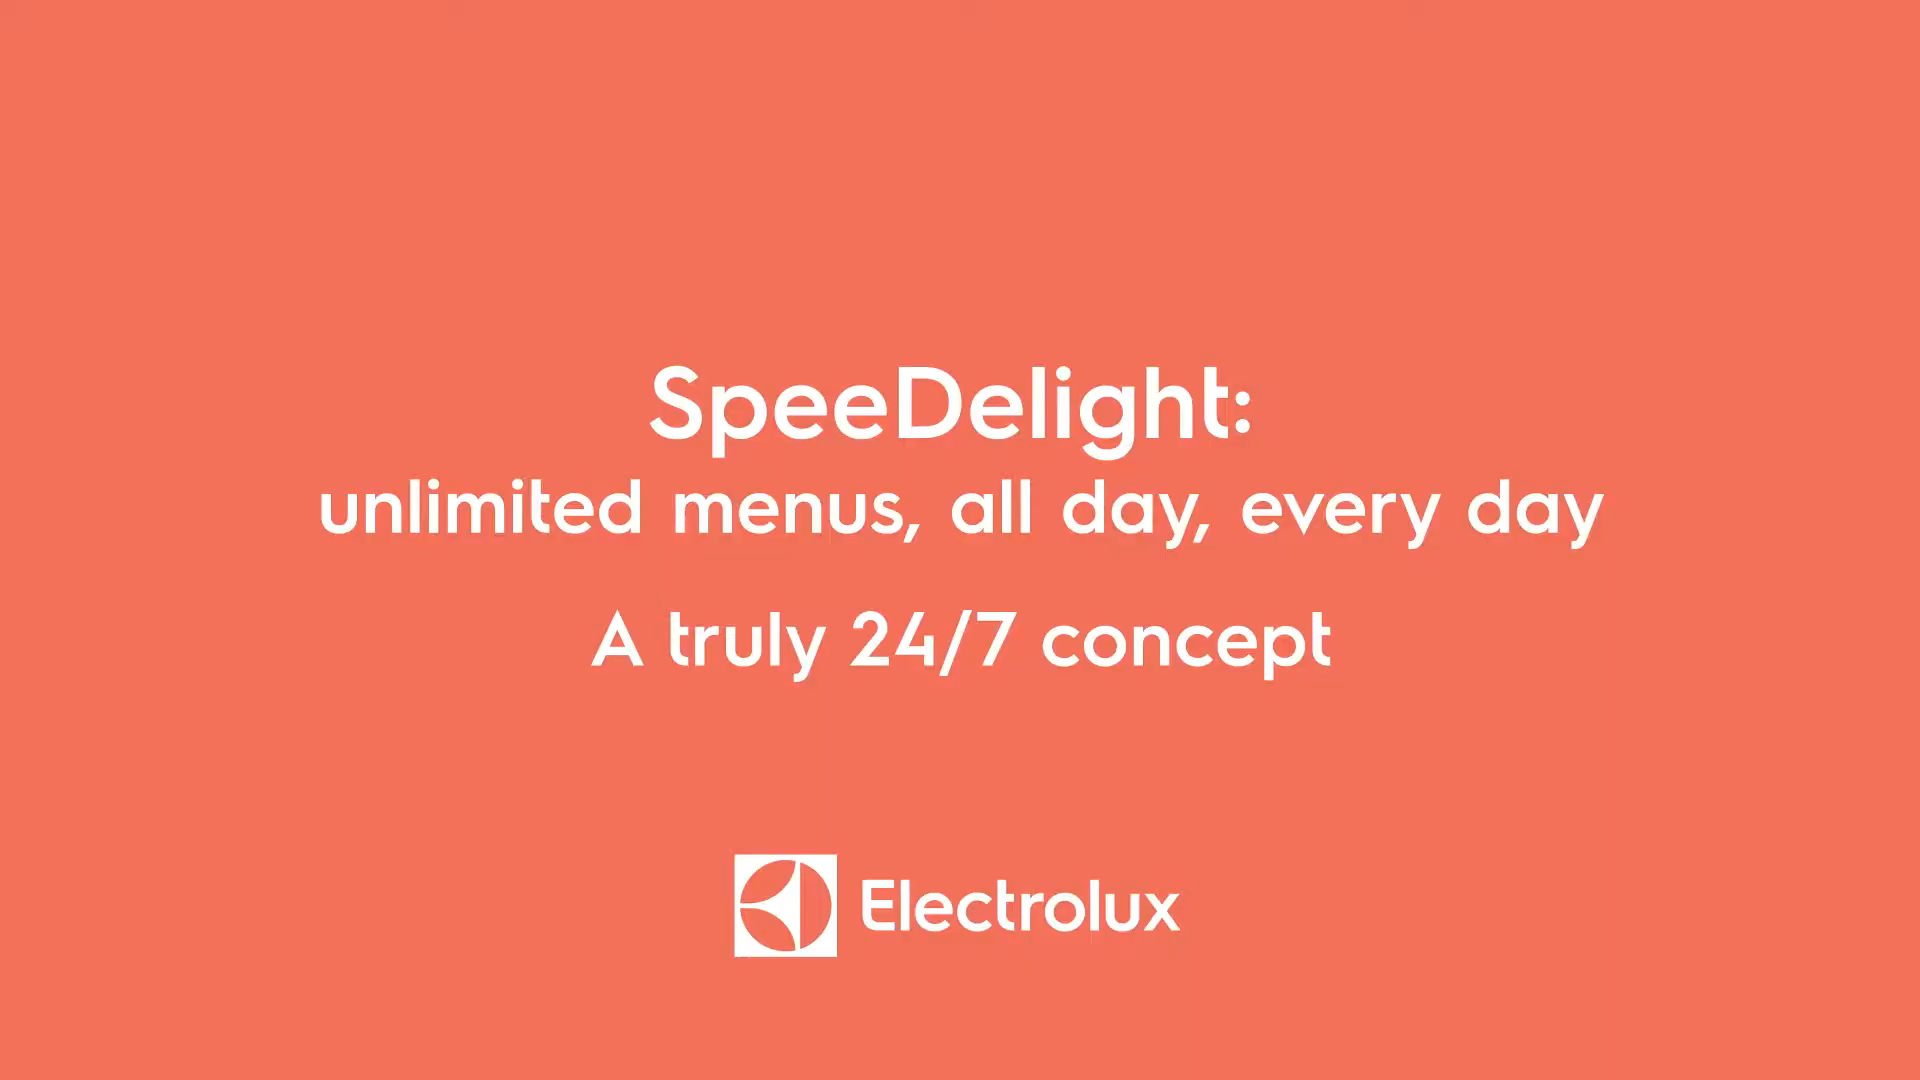 SpeeDelight:
unlimited menus, all day, every day
A truly 24/7 concept
Electrolux